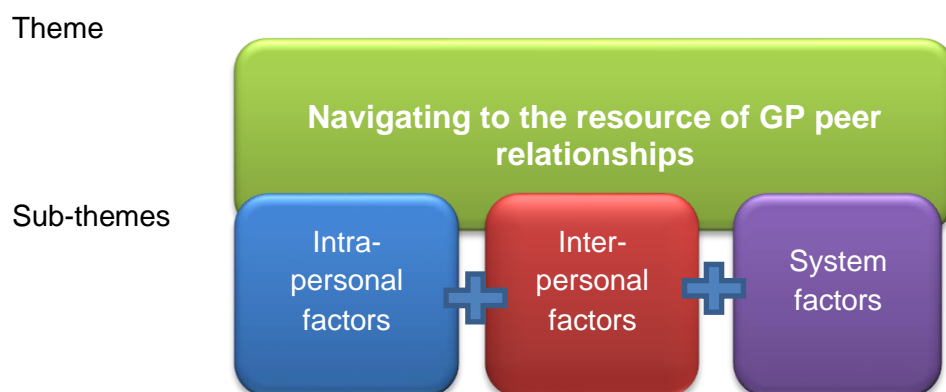 Theme
Navigating to the resource of GP peer
relationships
Sub-themes
Intra-
personal
factors
Inter-
personal
factors
System
factors